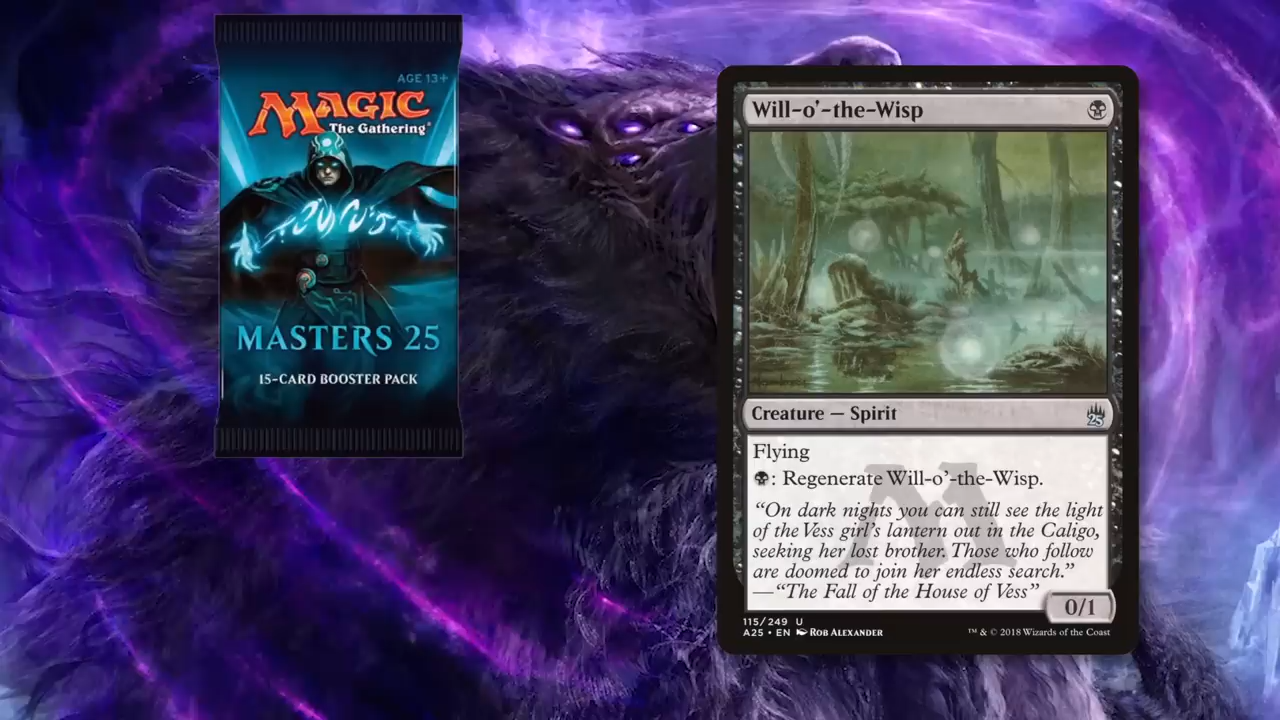 AGE 13+
MAGIC
The Gathering®
MASTERS 25
15-CARD BOOSTER PACK
Will-o'-the-Wisp
Creature — Spirit
25
Flying
: Regenerate Will-o'-the-Wisp.
“On dark nights you can still see the light
of the Vess girl's lantern out in the Caligo,
seeking her lost brother. Those who follow
are doomed to join her endless search.”
—“The Fall of the House of Vess”
0/1
115/249 U
A25 • EN Rob Alexander
™ & © 2018 Wizards of the Coast